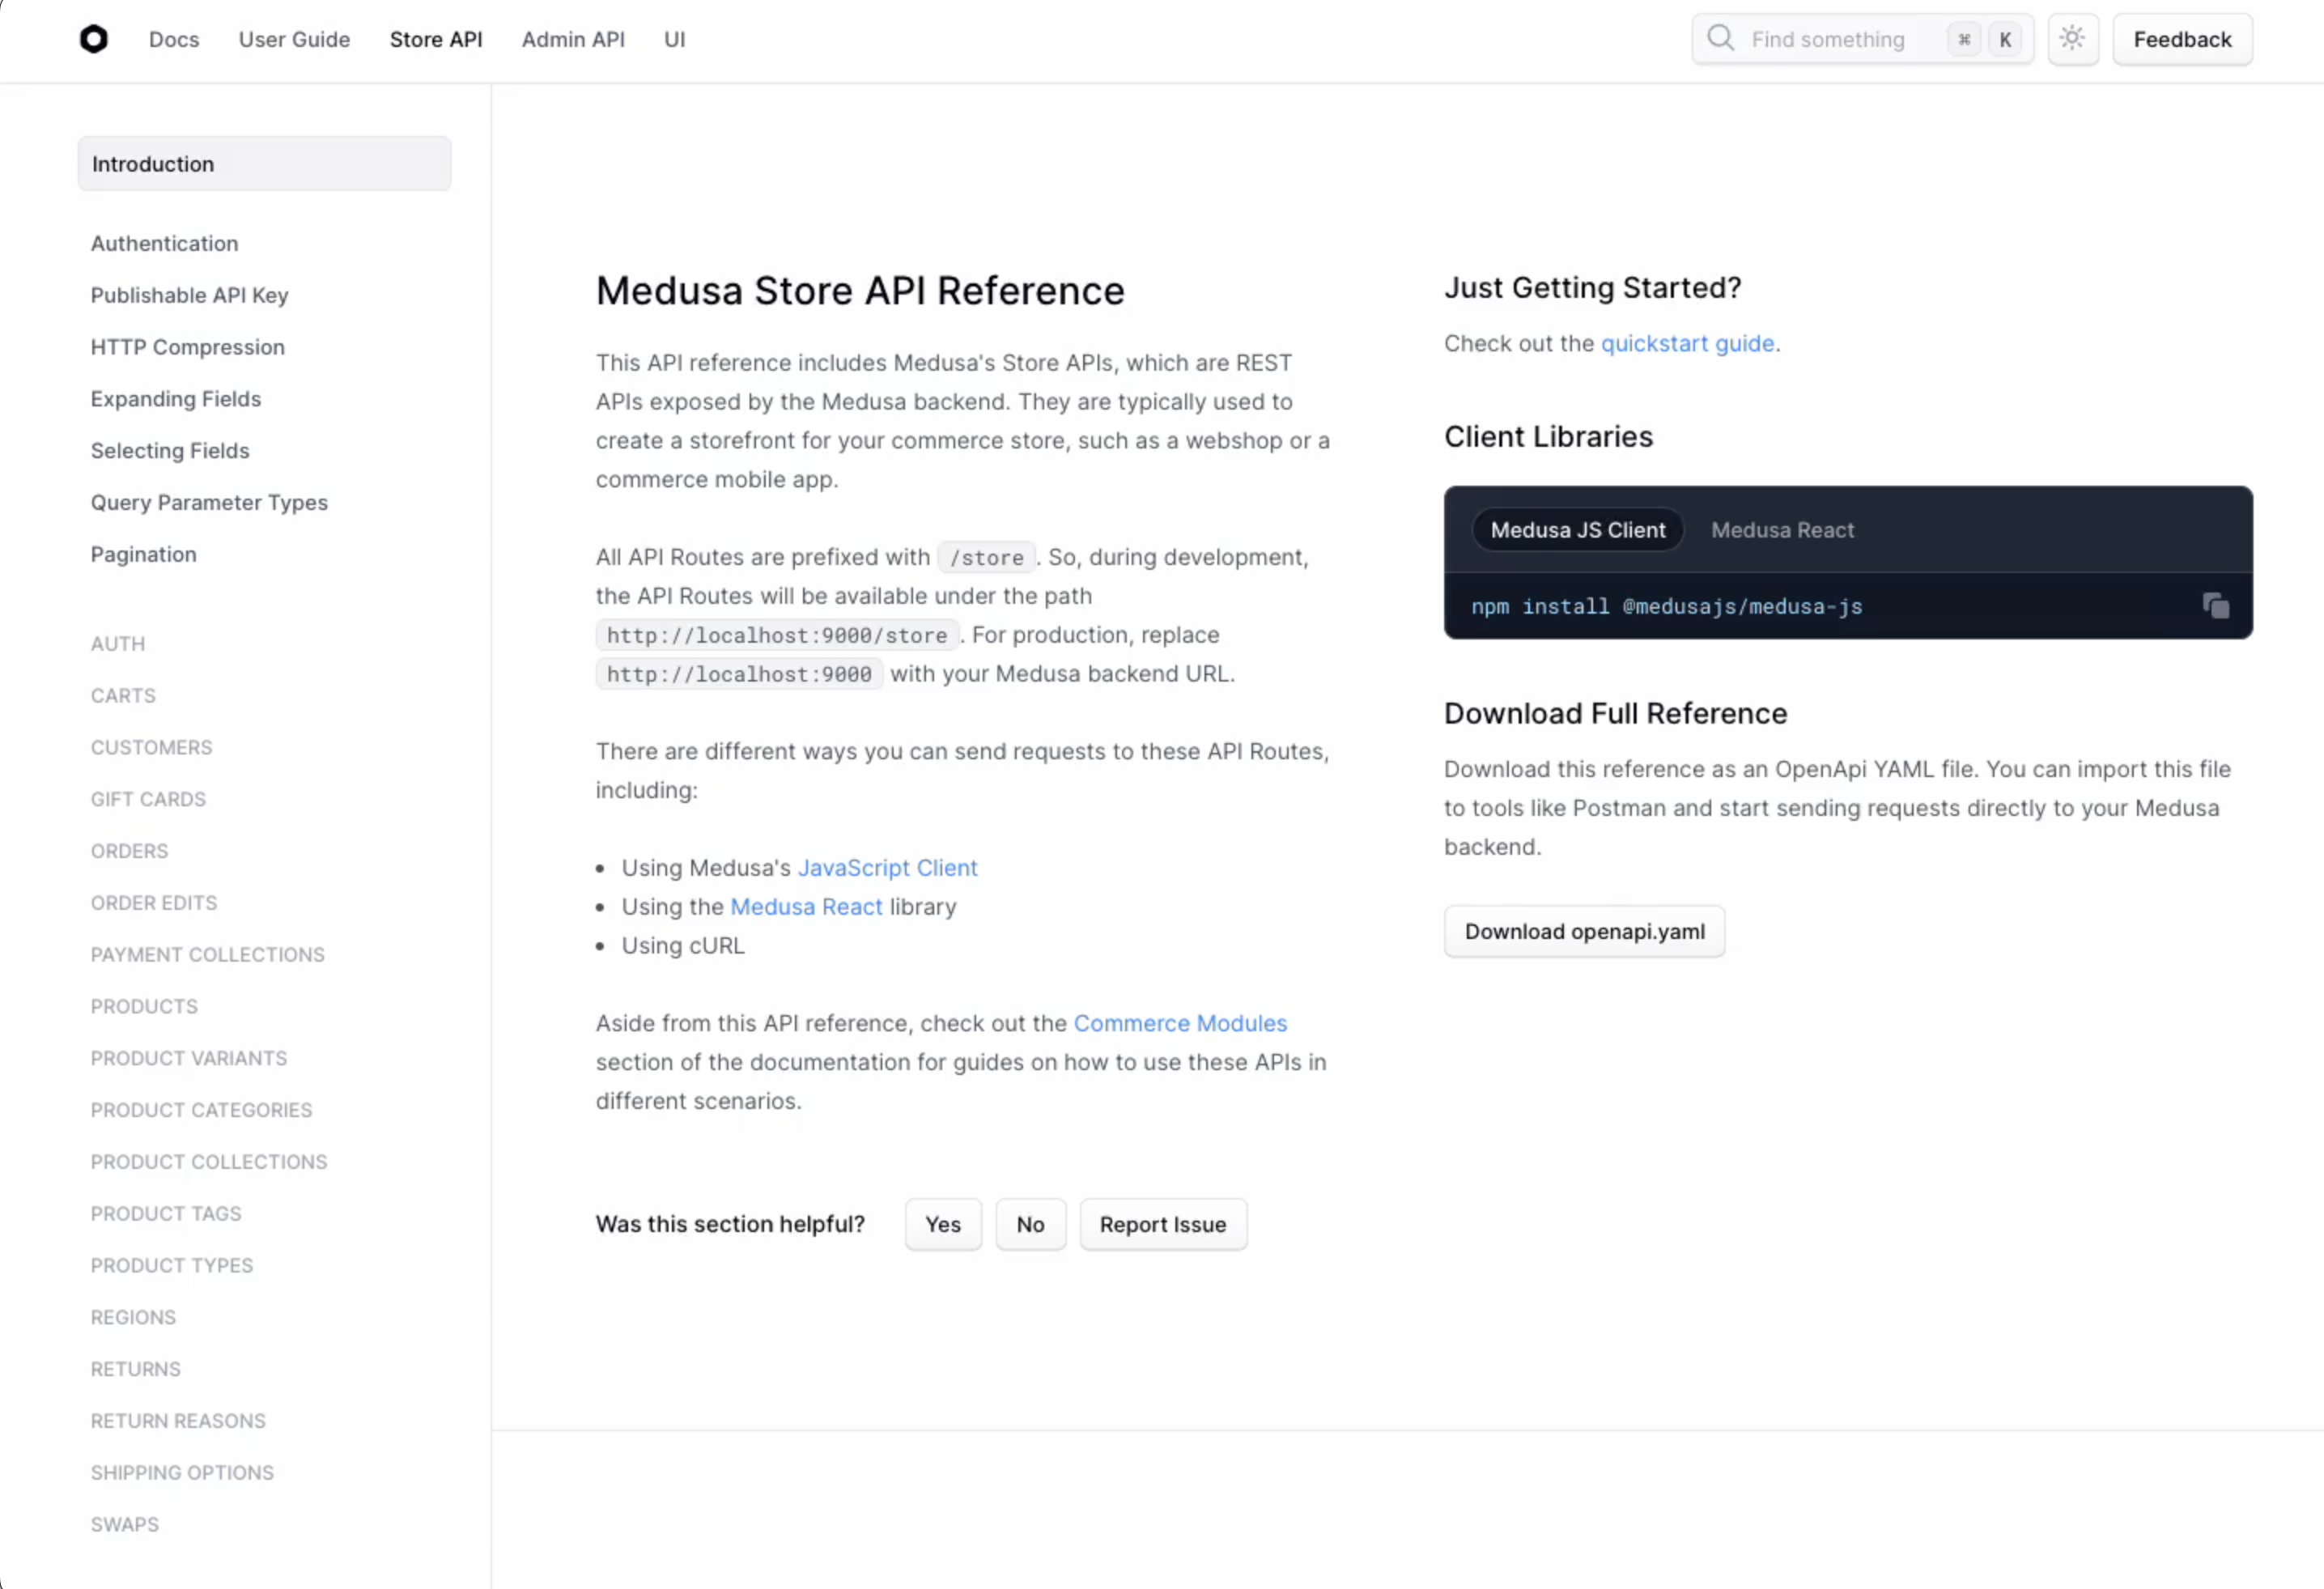 Docs User Guide Store API Admin API UI
Find something ⌘ K
Feedback
Introduction
Authentication
Publishable API Key
HTTP Compression
Expanding Fields
Selecting Fields
Query Parameter Types
Pagination
AUTH
CARTS
CUSTOMERS
GIFT CARDS
ORDERS
ORDER EDITS
PAYMENT COLLECTIONS
PRODUCTS
PRODUCT VARIANTS
PRODUCT CATEGORIES
PRODUCT COLLECTIONS
PRODUCT TAGS
PRODUCT TYPES
REGIONS
RETURNS
RETURN REASONS
SHIPPING OPTIONS
SWAPS
Medusa Store API Reference
This API reference includes Medusa's Store APIs, which are REST
APIs exposed by the Medusa backend. They are typically used to
create a storefront for your commerce store, such as a webshop or a
commerce mobile app.
All API Routes are prefixed with /store. So, during development,
the API Routes will be available under the path
http://localhost:9000/store. For production, replace
http://localhost:9000 with your Medusa backend URL.
There are different ways you can send requests to these API Routes,
including:
• Using Medusa's JavaScript Client
• Using the Medusa React library
• Using cURL
Aside from this API reference, check out the Commerce Modules
section of the documentation for guides on how to use these APIs in
different scenarios.
Was this section helpful? Yes No Report Issue
Just Getting Started?
Check out the quickstart guide.
Client Libraries
Medusa JS Client Medusa React
npm install @medusajs/medusa-js
Download Full Reference
Download this reference as an OpenApi YAML file. You can import this file
to tools like Postman and start sending requests directly to your Medusa
backend.
Download openapi.yaml